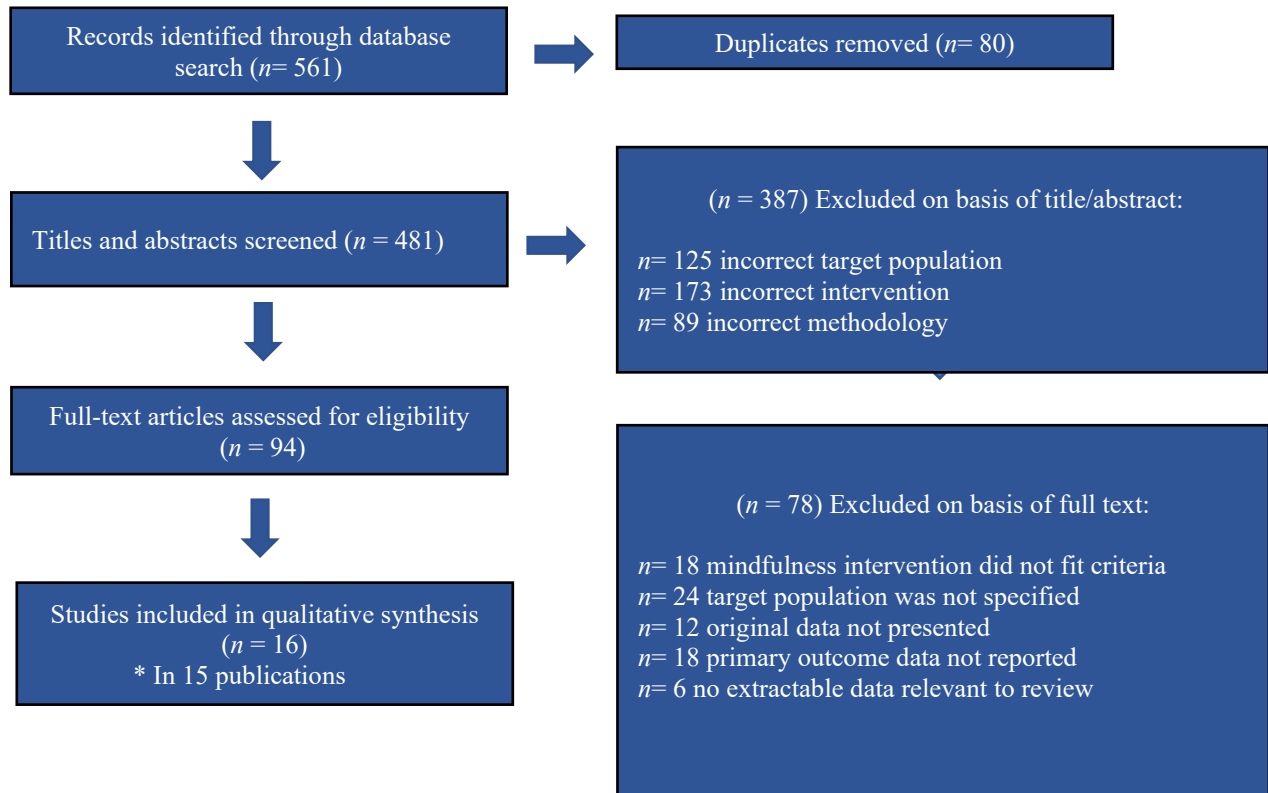 Records identified through database
search (n= 561)
Duplicates removed (n= 80)
Titles and abstracts screened (n = 481)
(n = 387) Excluded on basis of title/abstract:
n= 125 incorrect target population
n= 173 incorrect intervention
n= 89 incorrect methodology
Full-text articles assessed for eligibility
(n = 94)
(n = 78) Excluded on basis of full text:
n= 18 mindfulness intervention did not fit criteria
n= 24 target population was not specified
n= 12 original data not presented
n= 18 primary outcome data not reported
n= 6 no extractable data relevant to review
Studies included in qualitative synthesis
(n = 16)
* In 15 publications